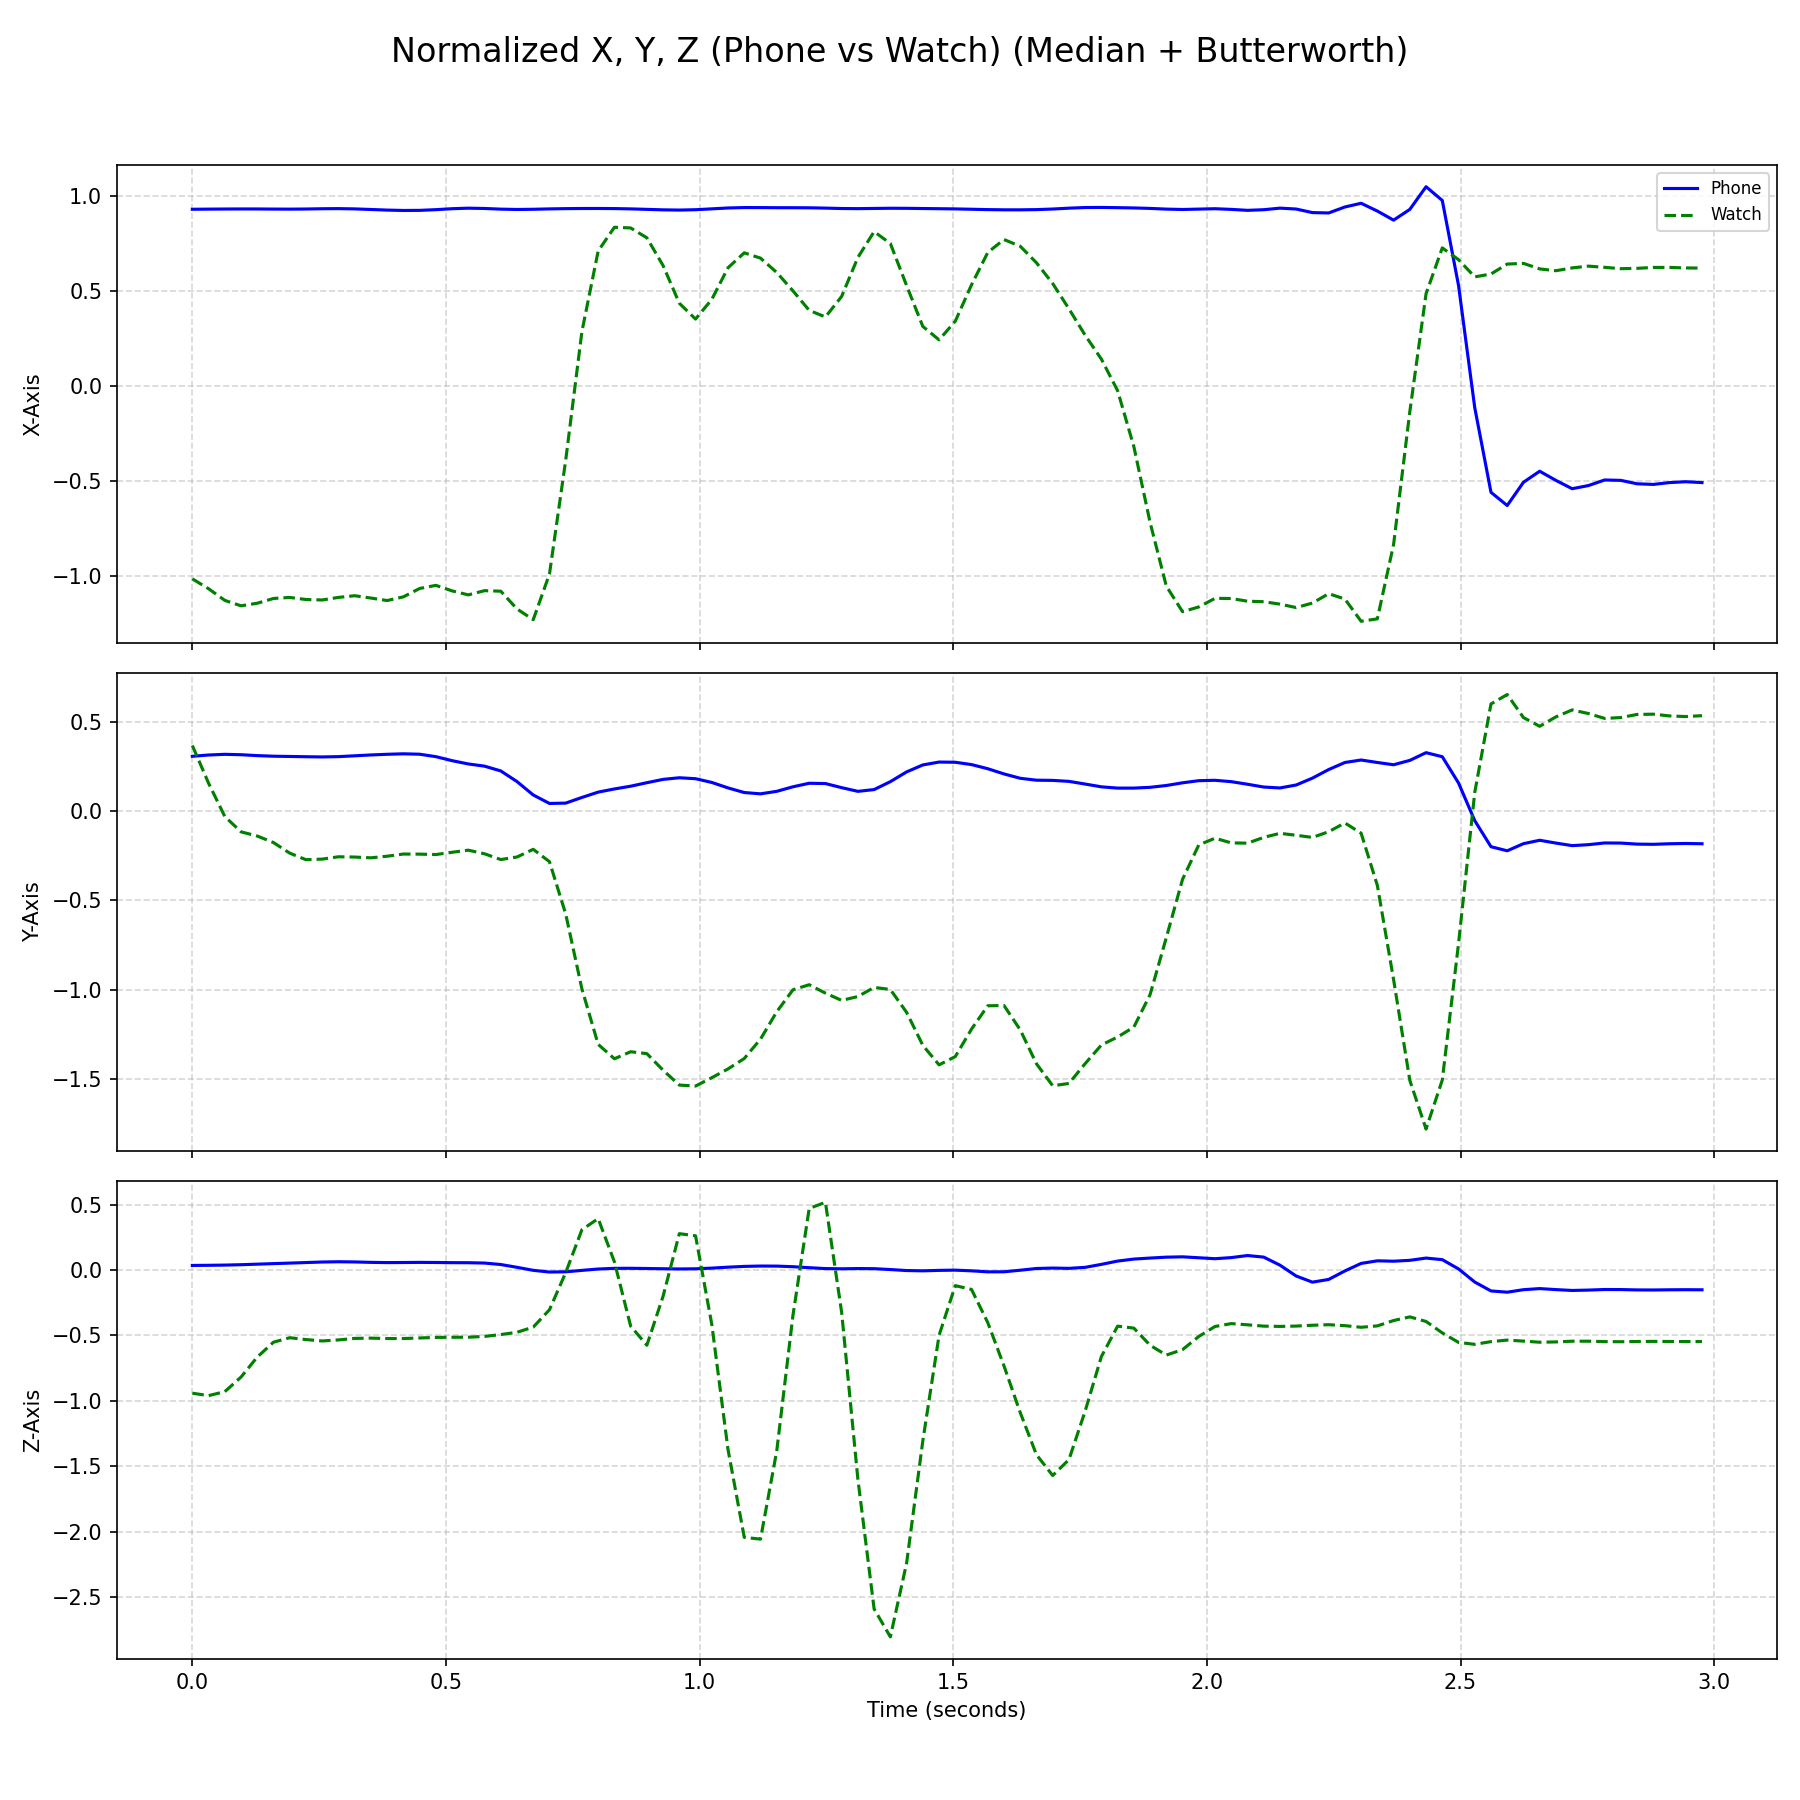 Normalized X, Y, Z (Phone vs Watch) (Median + Butterworth)
Phone
Watch
1.0
0.5
0.0
−0.5
−1.0
X-Axis
0.5
0.0
−0.5
−1.0
−1.5
Y-Axis
0.5
0.0
−0.5
−1.0
−1.5
−2.0
−2.5
Z-Axis
0.0 0.5 1.0 1.5 2.0 2.5 3.0
Time (seconds)